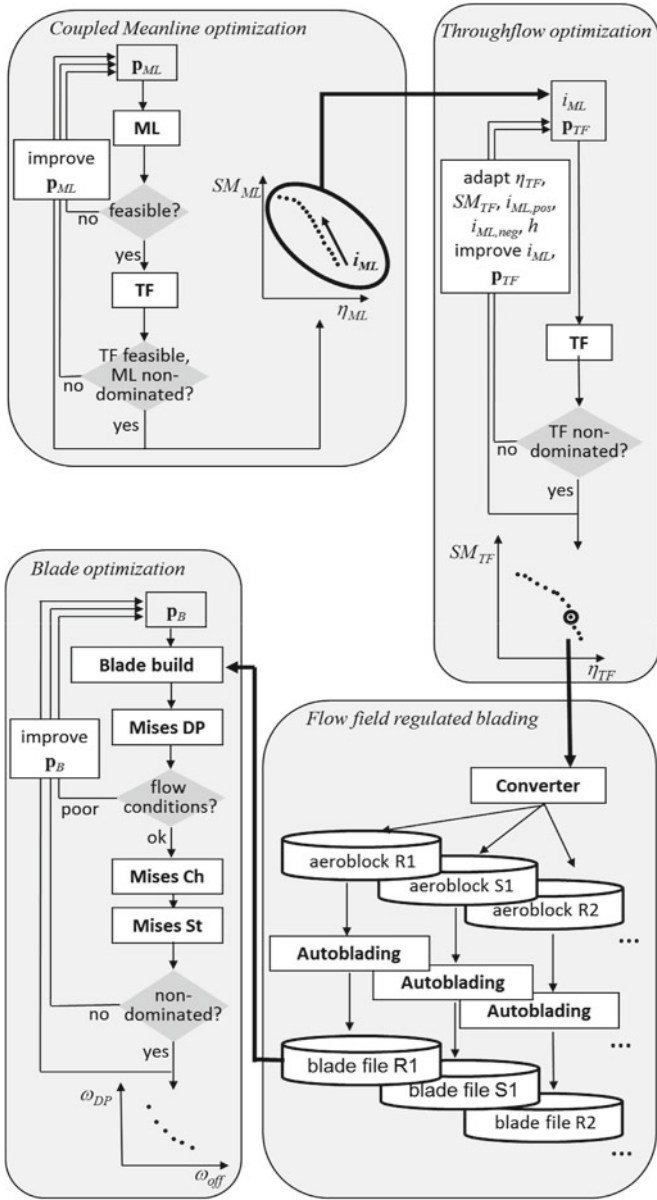 Coupled Meanline optimization
p_ML
ML
improve
p_ML
feasible?
no
yes
TF
TF feasible,
ML non-
dominated?
no
yes
SM_ML
i_ML
η_ML
Throughflow optimization
i_ML
p_TF
adapt η_TF,
SM_TF, i_ML,pos,
i_ML,neg, h
improve i_ML,
p_TF
TF
TF non-
dominated?
no
yes
SM_TF
η_TF
Blade optimization
p_B
Blade build
Mises DP
improve
p_B
flow
conditions?
poor
ok
Mises Ch
Mises St
non-
dominated?
no
yes
ω_DP
ω_off
Flow field regulated blading
Converter
aeroblock R1
aeroblock S1
aeroblock R2
...
Autoblading
Autoblading
Autoblading
...
blade file R1
blade file S1
blade file R2
...